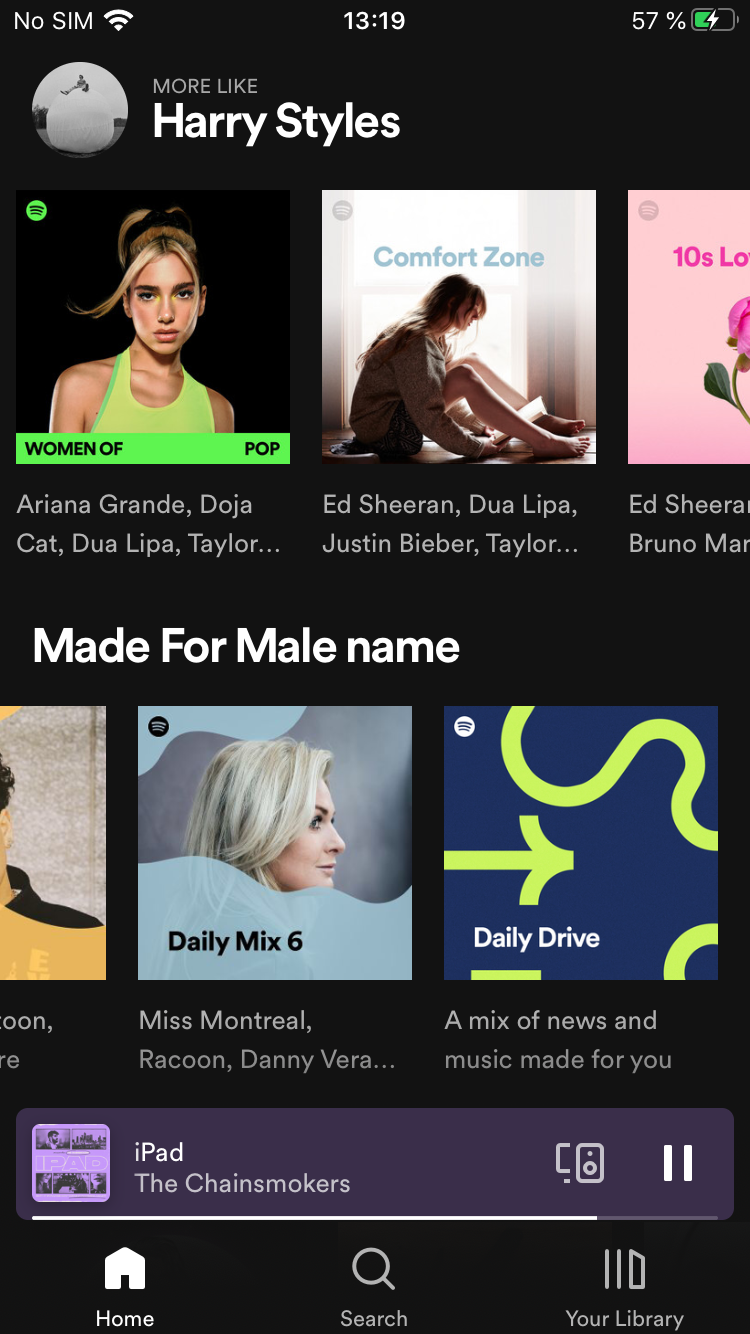 No SIM 13:19 57 %
MORE LIKE
Harry Styles
Comfort Zone
10s Lo
WOMEN OF POP
Ariana Grande, Doja
Cat, Dua Lipa, Taylor...
Ed Sheeran, Dua Lipa,
Justin Bieber, Taylor...
Ed Sheeran
Bruno Mar
Made For Male name
Daily Mix 6
Daily Drive
toon,
re
Miss Montreal,
Racoon, Danny Vera...
A mix of news and
music made for you
IPAD
iPad
The Chainsmokers
Home
Search
Your Library